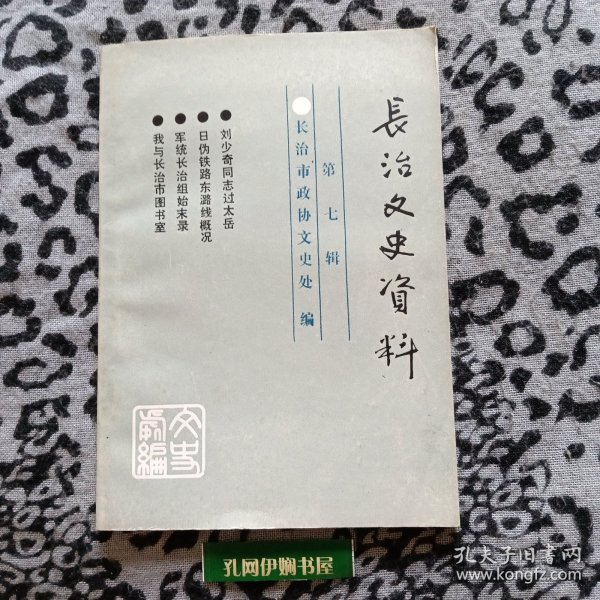 長治文史資料
第七辑
长治市政协文史处 编
刘少奇同志过太岳
日伪铁路东潞线概况
军统长治组始末录
我与长治市图书室
文史
編
孔网伊娴书屋
孔夫子旧书网
www.kongfz.com